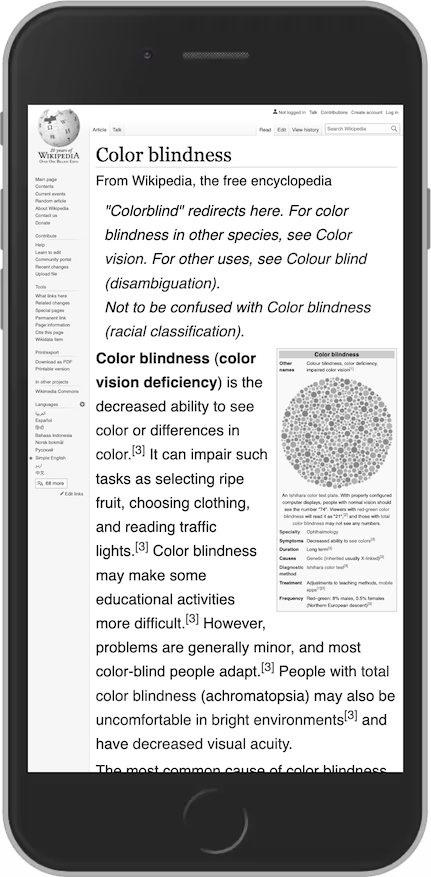 Not logged in Talk Contributions Create account Log in
Article Talk
Read Edit View history
Search Wikipedia
20 years of
WIKIPEDIA
Main page
Contents
Current events
Random article
About Wikipedia
Contact us
Donate
Contribute
Help
Learn to edit
Community portal
Recent changes
Upload file
Tools
What links here
Related changes
Special pages
Permanent link
Page information
Cite this page
Wikidata item
Print/export
Download as PDF
Printable version
In other projects
Wikimedia Commons
Languages
العربية
Español
हिन्दी
Bahasa Indonesia
Norsk bokmål
Русский
Simple English
اردو
中文
68 more
Edit links
Color blindness
From Wikipedia, the free encyclopedia
"Colorblind" redirects here. For color
blindness in other species, see Color
vision. For other uses, see Colour blind
(disambiguation).
Not to be confused with Color blindness
(racial classification).
Color blindness (color
vision deficiency) is the
decreased ability to see
color or differences in
color.[3] It can impair such
tasks as selecting ripe
fruit, choosing clothing,
and reading traffic
lights.[3] Color blindness
may make some
educational activities
more difficult.[3] However,
problems are generally minor, and most
color-blind people adapt.[3] People with total
color blindness (achromatopsia) may also be
uncomfortable in bright environments[3] and
have decreased visual acuity.
The most common cause of color blindness
Color blindness
Other names Colour blindness, color deficiency,
impaired color vision[1]
An Ishihara color test plate. With properly configured
computer displays, people with normal vision should
see the number "74". Viewers with red-green color
blindness will read it as "21",[2] and those with total
color blindness may not see any numbers.
Specialty Ophthalmology
Symptoms Decreased ability to see colors[3]
Duration Long term[3]
Causes Genetic (inherited usually X-linked)[3]
Diagnostic method Ishihara color test[3]
Treatment Adjustments to teaching methods, mobile
apps
Frequency Red–green: 8% males, 0.5% females
(Northern European descent)[3]